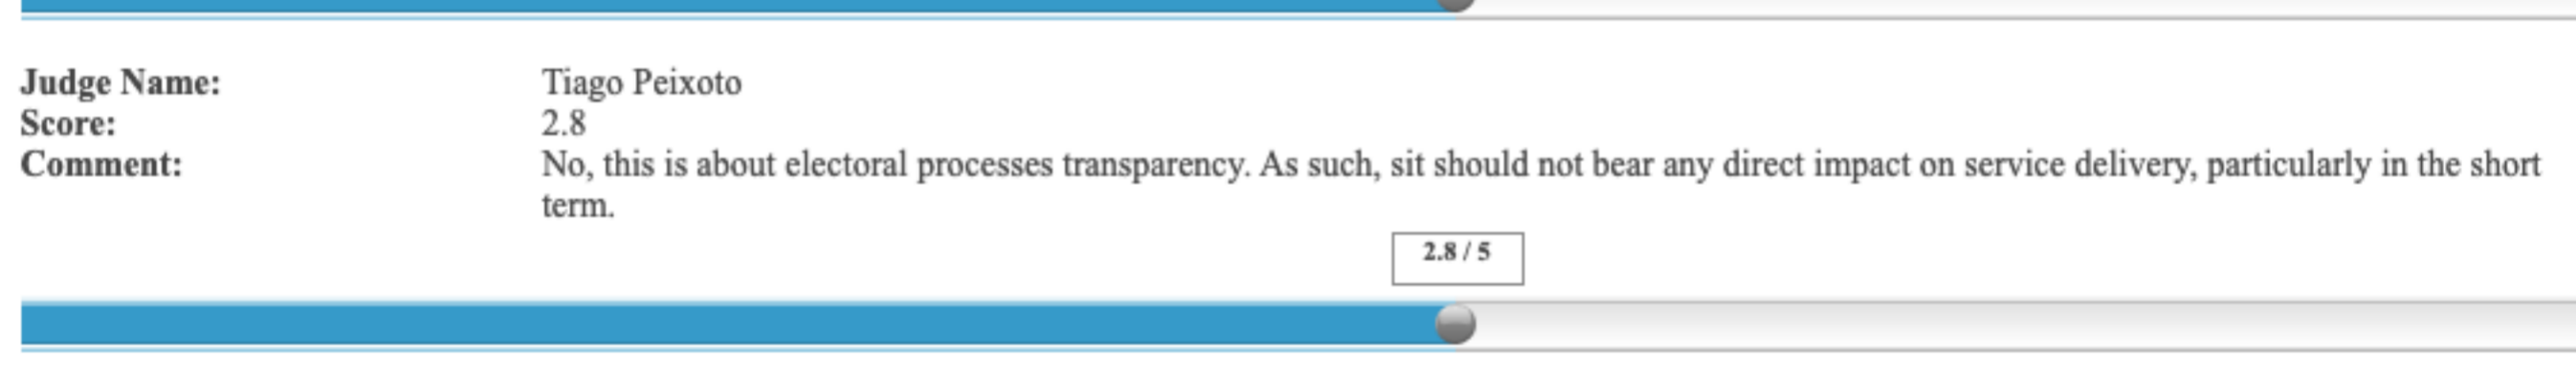 Judge Name: Tiago Peixoto
Score: 2.8
Comment: No, this is about electoral processes transparency. As such, sit should not bear any direct impact on service delivery, particularly in the short
term.
2.8 / 5